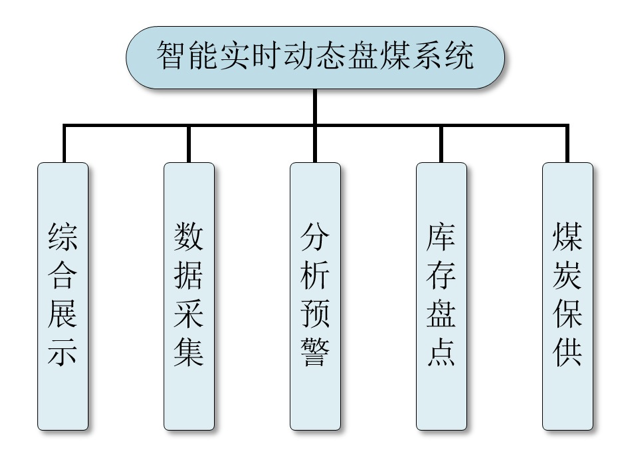 智能实时动态盘煤系统
综合展示
数据采集
分析预警
库存盘点
煤炭保供